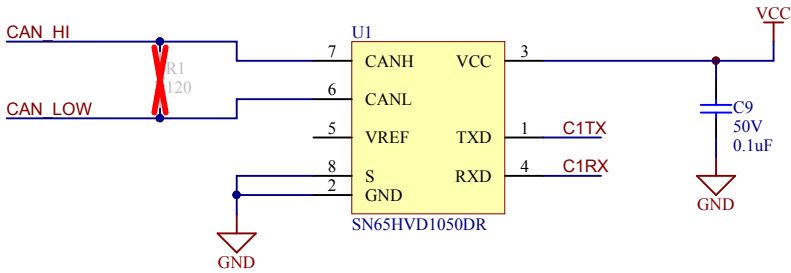 VCC
CAN_HI
U1
7 CANH VCC 3
R1
120
6 CANL
CAN_LOW
C9
50V
0.1uF
5 VREF TXD 1 C1TX
8 S RXD 4 C1RX
2 GND
SN65HVD1050DR
GND
GND